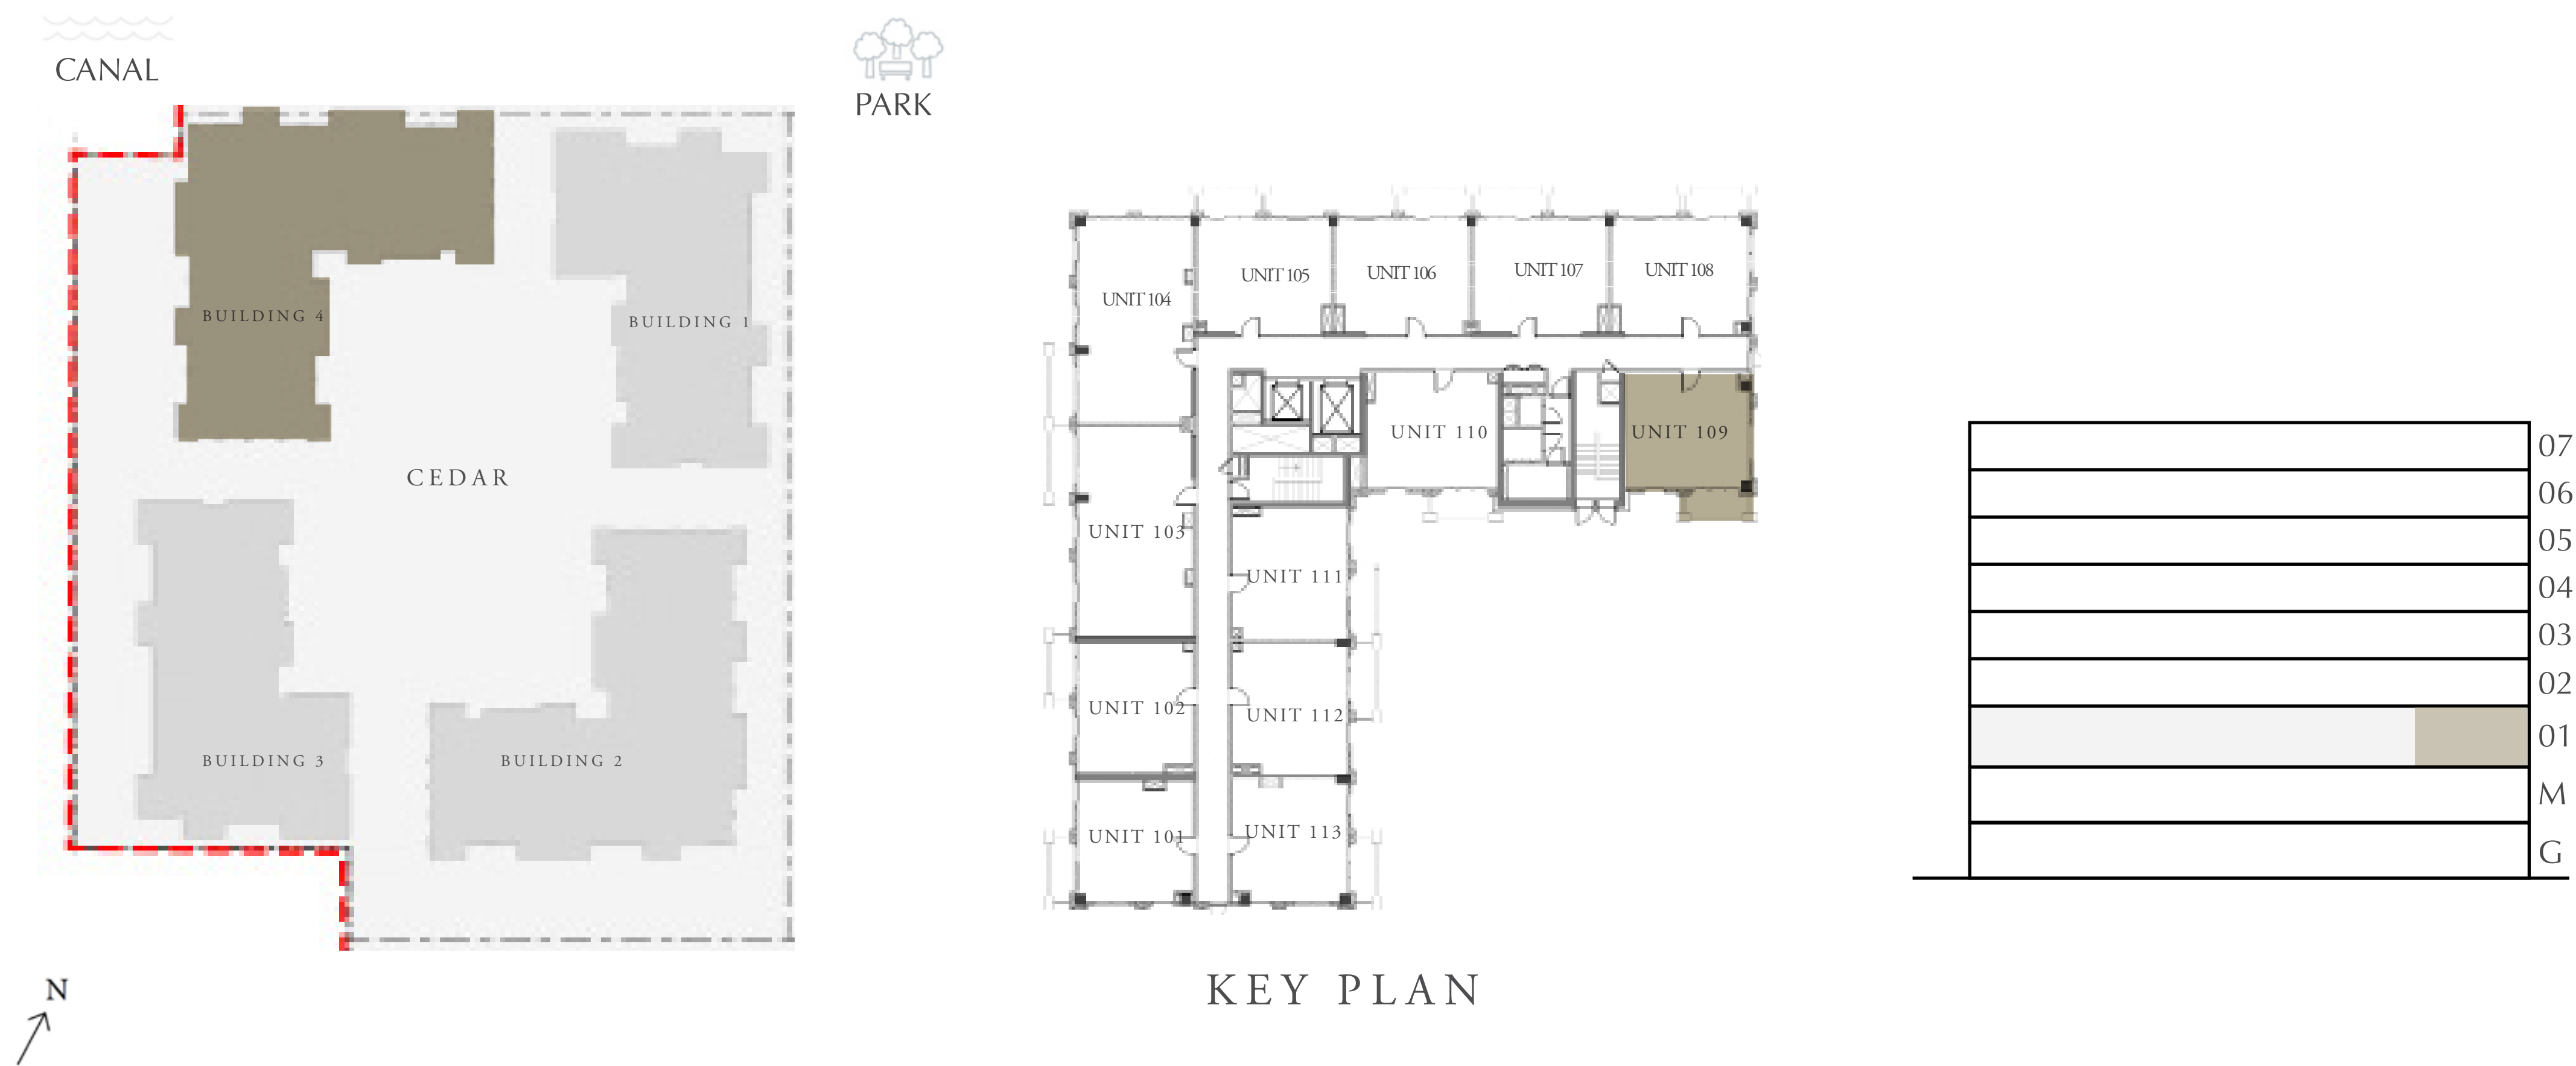 CANAL
PARK
BUILDING 4
BUILDING 1
CEDAR
BUILDING 3
BUILDING 2
N
UNIT 104
UNIT 105
UNIT 106
UNIT 107
UNIT 108
UNIT 110
UNIT 109
UNIT 103
UNIT 111
UNIT 102
UNIT 112
UNIT 101
UNIT 113
KEY PLAN
07
06
05
04
03
02
01
M
G